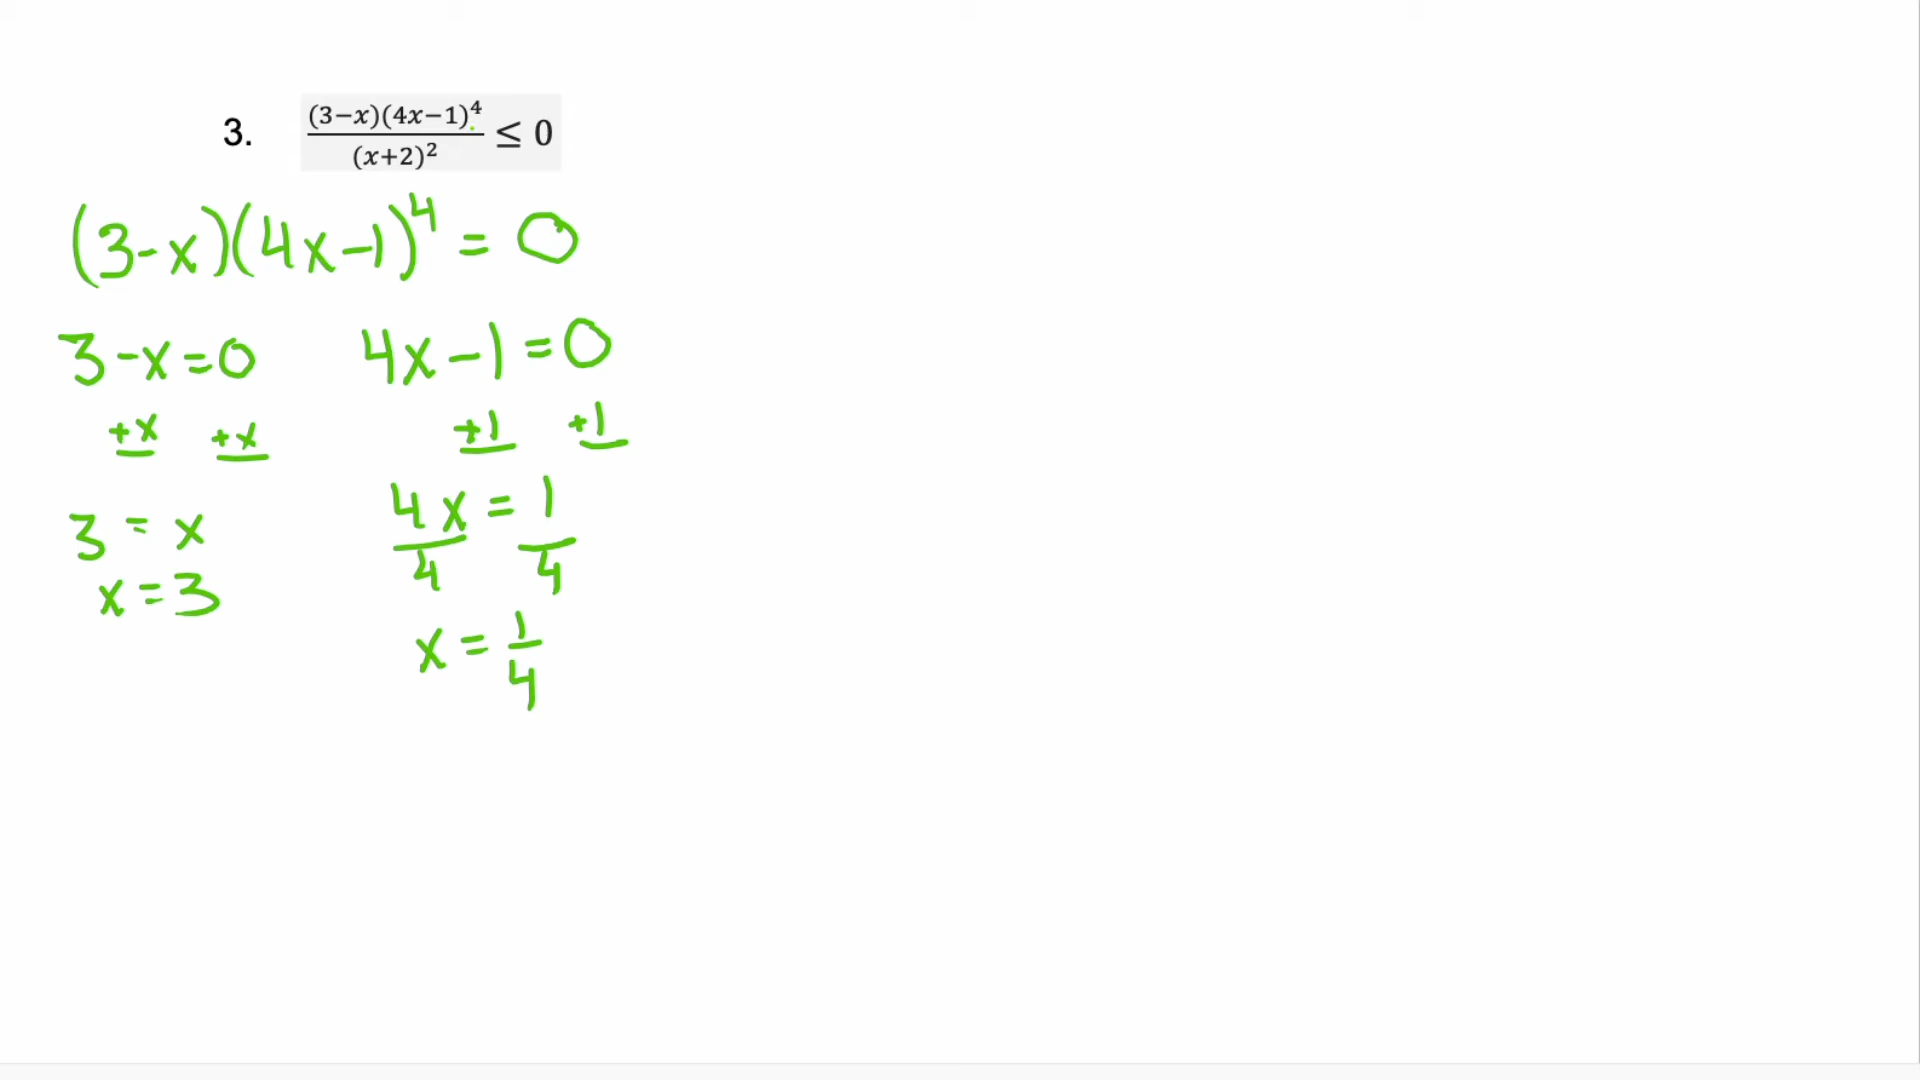 3. (3−x)(4x−1)⁴ / (x+2)² ≤ 0
(3-x)(4x-1)⁴ = 0
3-x=0 4x-1=0
+x +x +1 +1
3 = x 4x = 1
4 4
x=3
x = 1/4